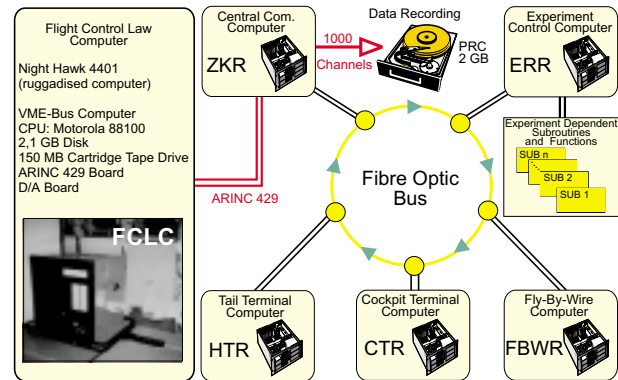 Flight Control Law
Computer
Night Hawk 4401
(ruggadised computer)
VME-Bus Computer
CPU: Motorola 88100
2,1 GB Disk
150 MB Cartridge Tape Drive
ARINC 429 Board
D/A Board
FCLC
Central Com.
Computer
ZKR
1000
Channels
Data Recording
PRC
2 GB
Experiment
Control Computer
ERR
Experiment Dependent
Subroutines
and Functions
SUB n
SUB 2
SUB 1
ARINC 429
Fibre Optic
Bus
Tail Terminal
Computer
HTR
Cockpit Terminal
Computer
CTR
Fly-By-Wire
Computer
FBWR